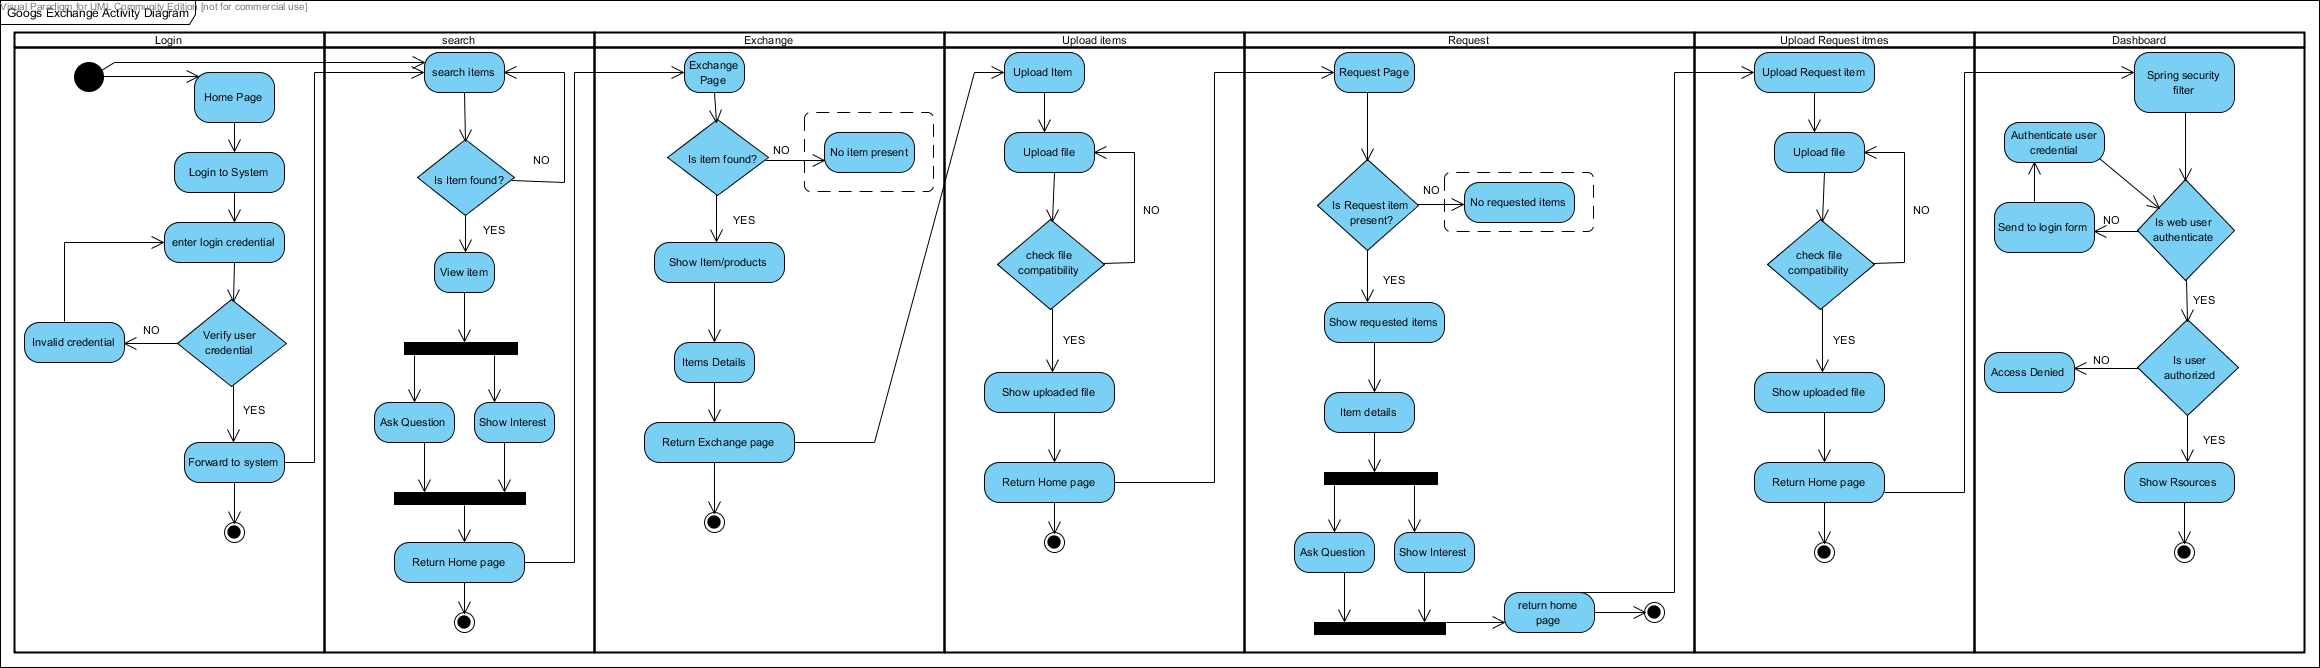 Visual Paradigm for UML Community Edition [not for commercial use]
Googs Exchange Activity Diagram
Login
search
Exchange
Upload items
Request
Upload Request itmes
Dashboard
Home Page
Login to System
enter login credential
Verify user
credential
NO
Invalid credential
YES
Forward to system
search items
Is Item found?
NO
YES
View item
Ask Question
Show Interest
Return Home page
Exchange
Page
Is item found?
NO
No item present
YES
Show Item/products
Items Details
Return Exchange page
Upload Item
Upload file
check file
compatibility
NO
YES
Show uploaded file
Return Home page
Request Page
Is Request item
present?
NO
No requested items
YES
Show requested items
Item details
Ask Question
Show Interest
return home
page
Upload Request item
Upload file
check file
compatibility
NO
YES
Show uploaded file
Return Home page
Spring security
filter
Authenticate user
credential
Send to login form
NO
Is web user
authenticate
YES
Is user
authorized
NO
Access Denied
YES
Show Rsources